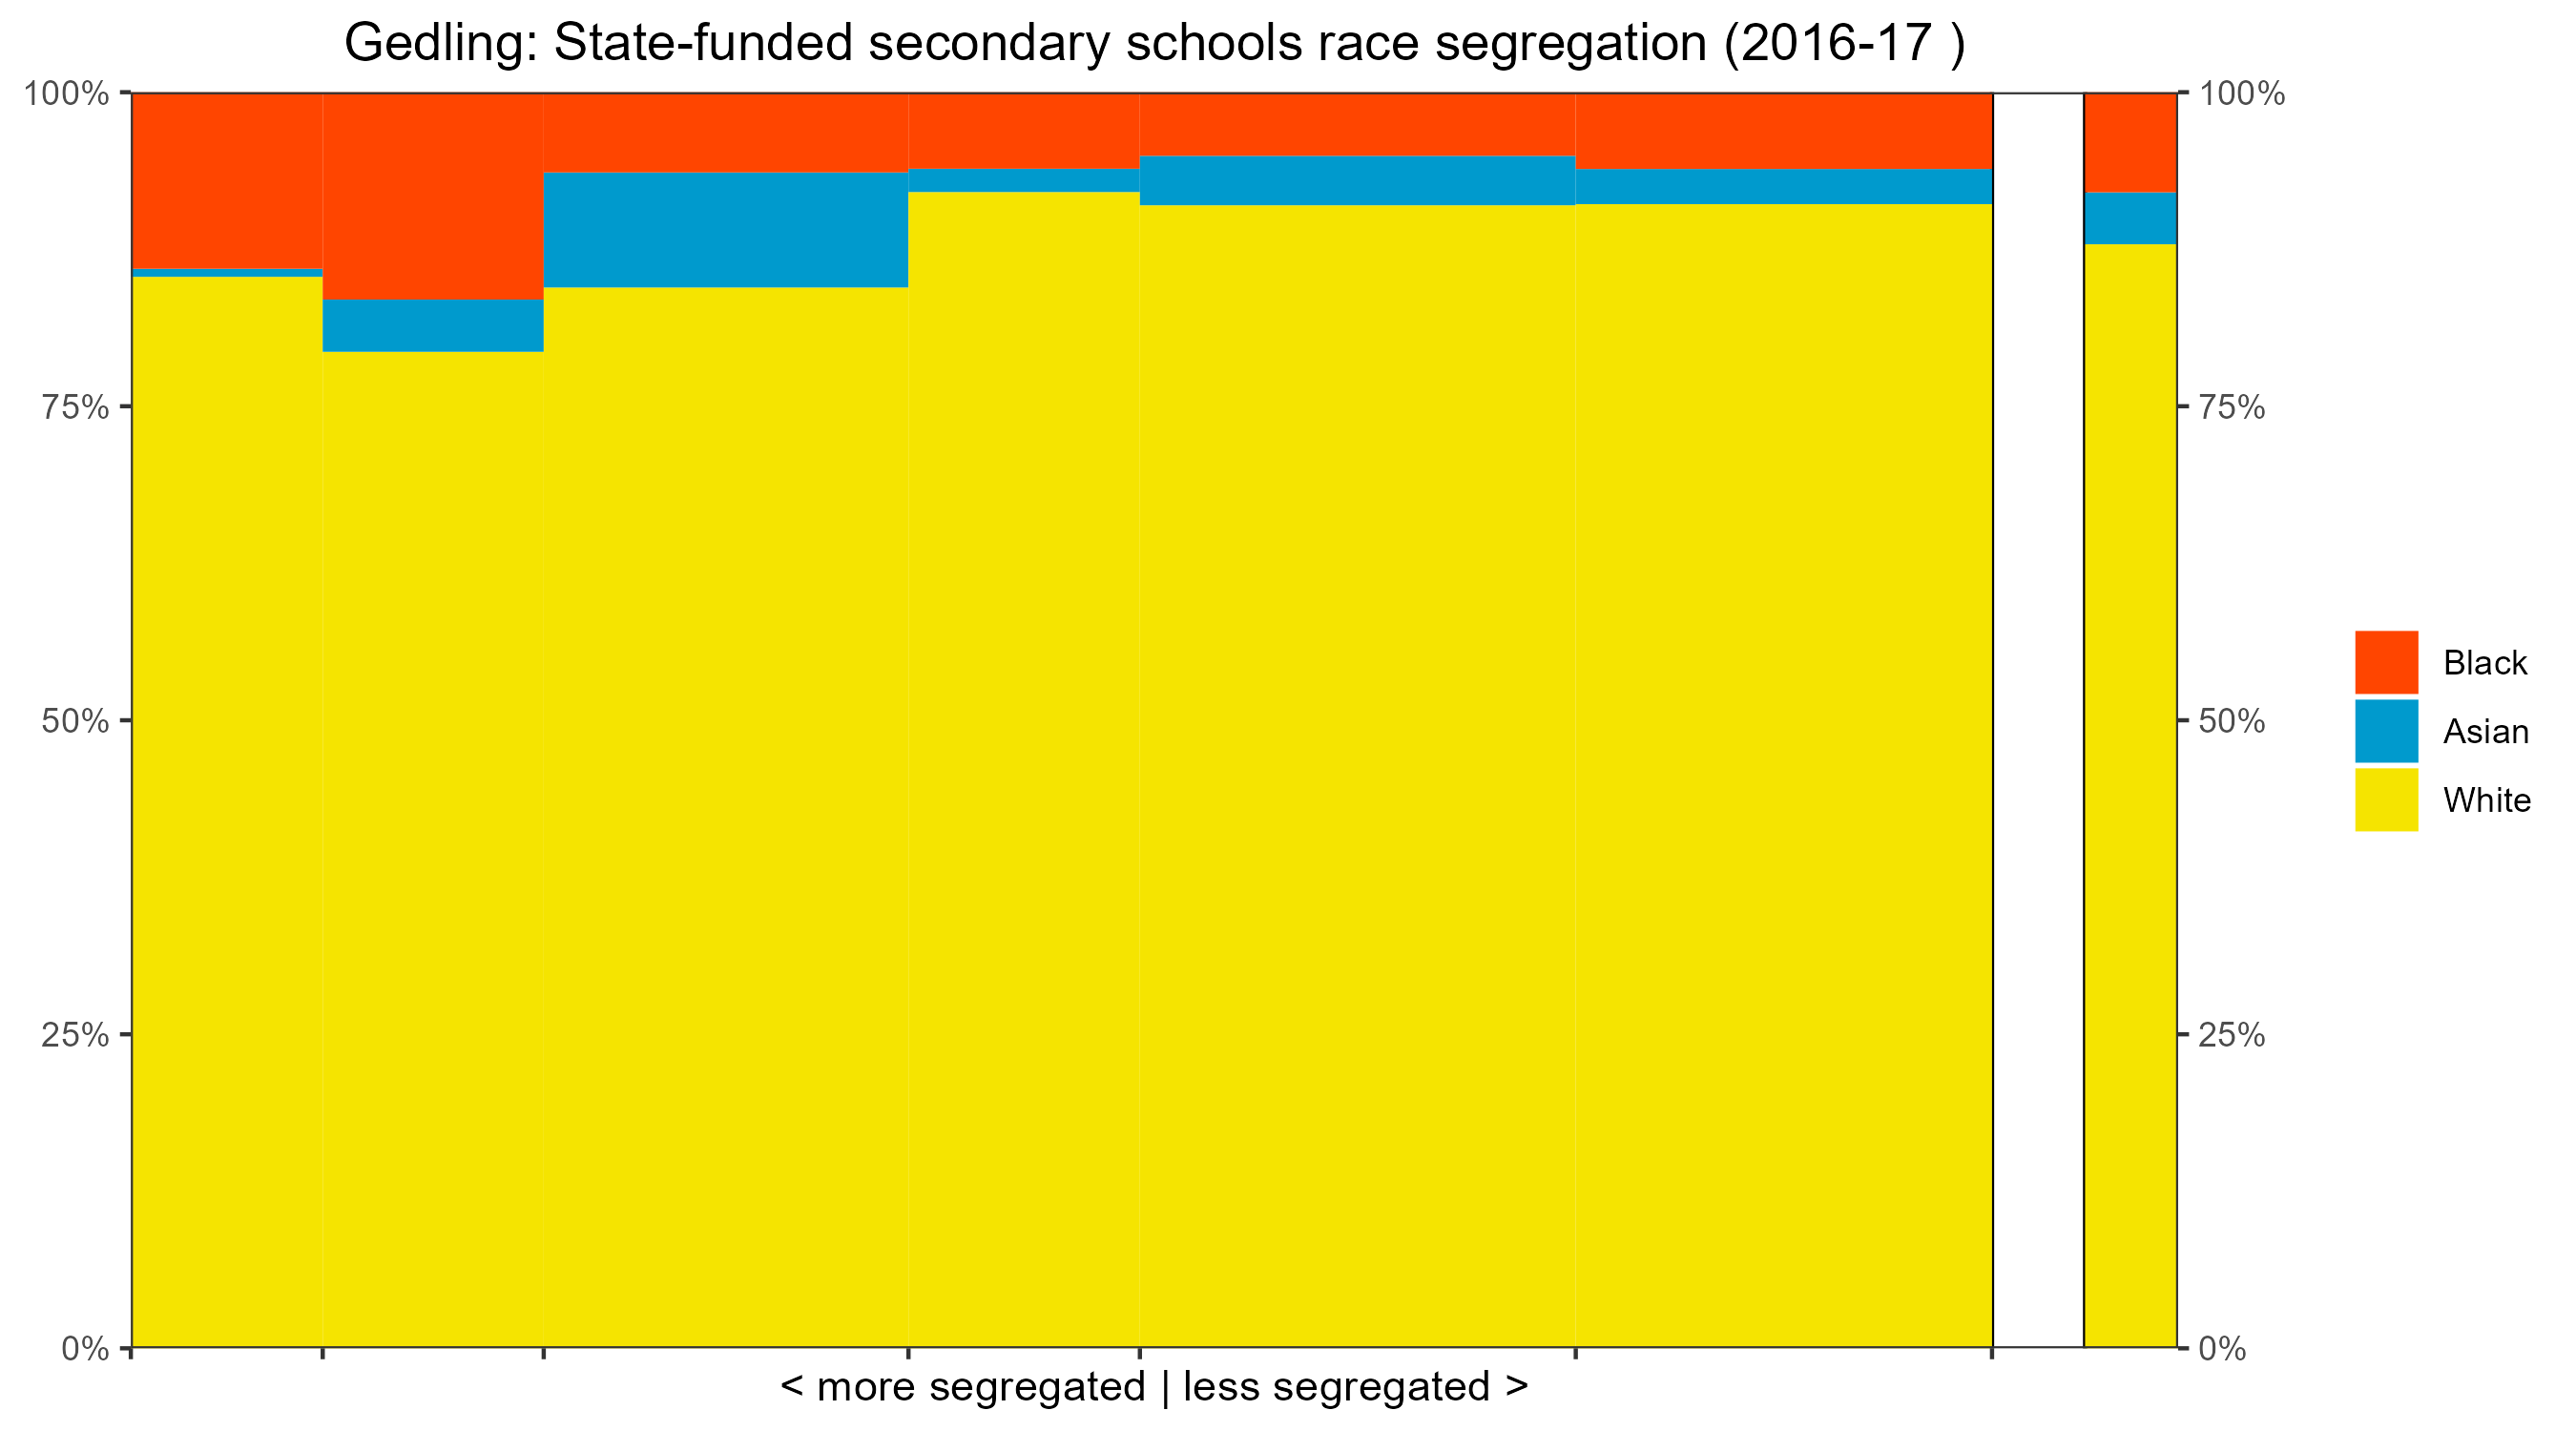 Gedling: State-funded secondary schools race segregation (2016-17 )
100%
75%
50%
25%
0%
100%
75%
50%
25%
0%
Black
Asian
White
< more segregated | less segregated >